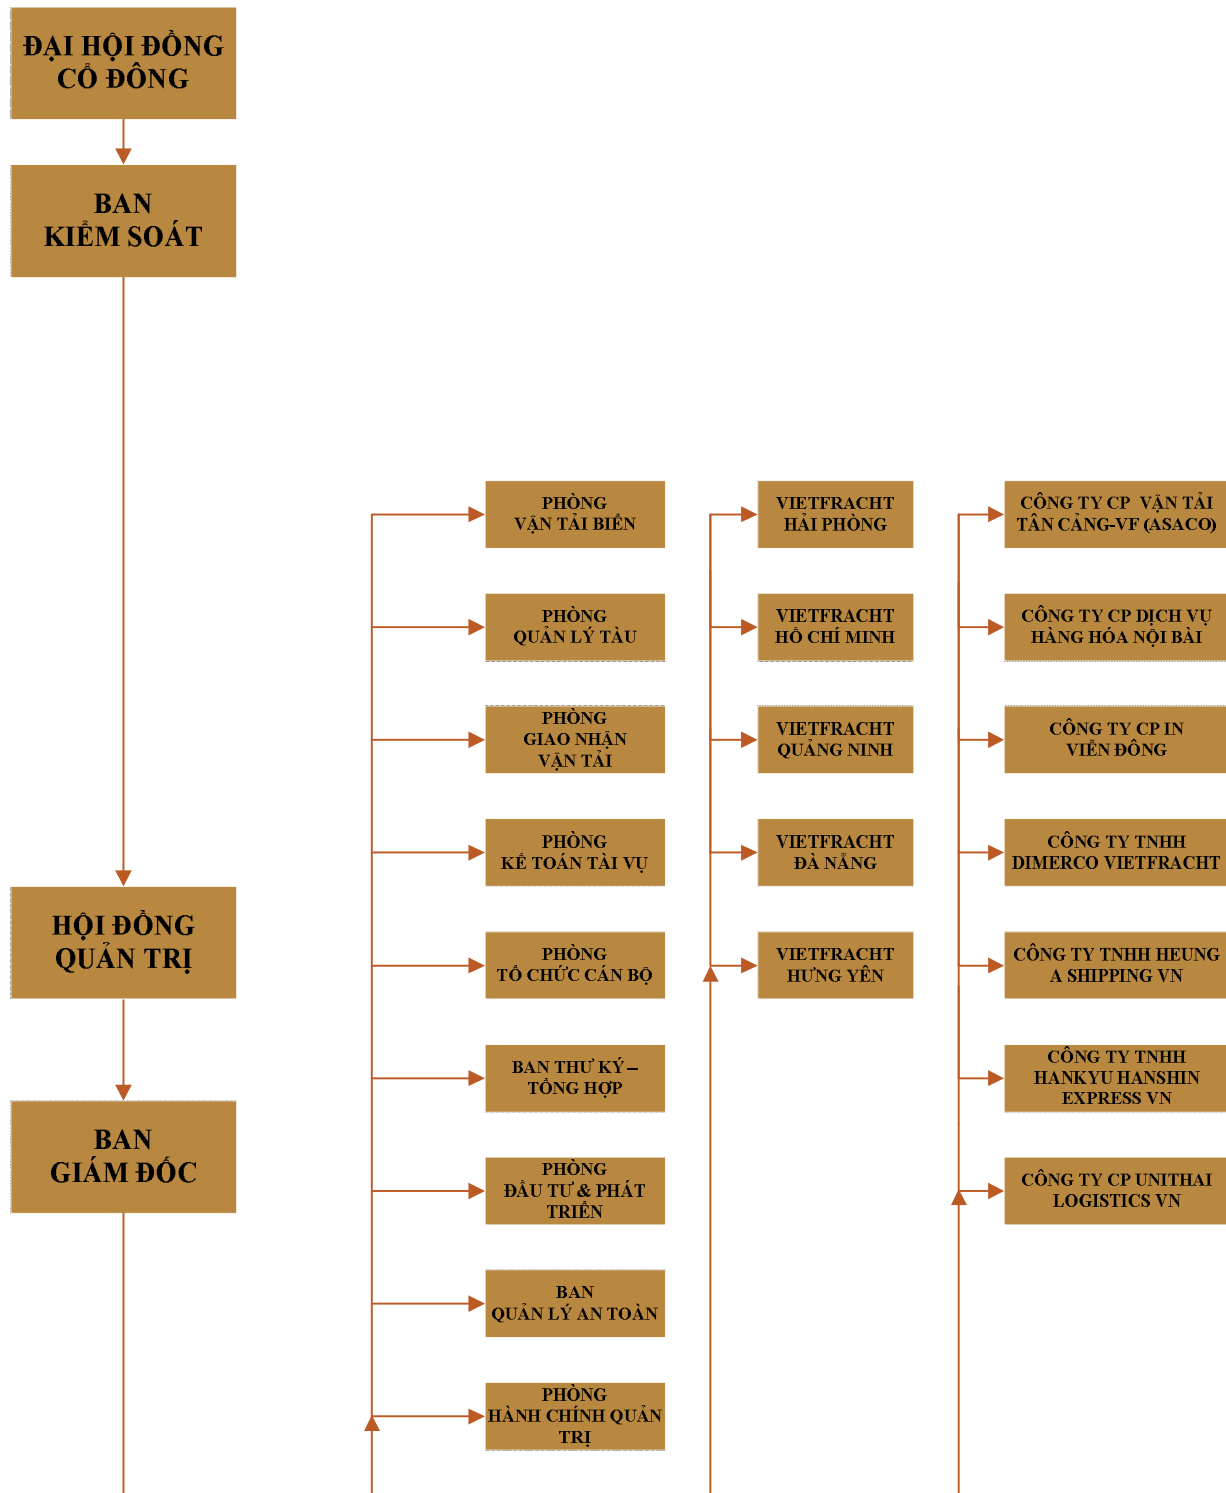 ĐẠI HỘI ĐỒNG
CỔ ĐÔNG
BAN
KIỂM SOÁT
HỘI ĐỒNG
QUẢN TRỊ
BAN
GIÁM ĐỐC
PHÒNG
VẬN TẢI BIỂN
PHÒNG
QUẢN LÝ TÀU
PHÒNG
GIAO NHẬN
VẬN TẢI
PHÒNG
KẾ TOÁN TÀI VỤ
PHÒNG
TỔ CHỨC CÁN BỘ
BAN THƯ KÝ –
TỔNG HỢP
PHÒNG
ĐẦU TƯ & PHÁT
TRIỂN
BAN
QUẢN LÝ AN TOÀN
PHÒNG
HÀNH CHÍNH QUẢN
TRỊ
VIETFRACHT
HẢI PHÒNG
VIETFRACHT
HỒ CHÍ MINH
VIETFRACHT
QUẢNG NINH
VIETFRACHT
ĐÀ NẴNG
VIETFRACHT
HƯNG YÊN
CÔNG TY CP VẬN TẢI
TÂN CẢNG-VF (ASACO)
CÔNG TY CP DỊCH VỤ
HÀNG HÓA NỘI BÀI
CÔNG TY CP IN
VIỄN ĐÔNG
CÔNG TY TNHH
DIMERCO VIETFRACHT
CÔNG TY TNHH HEUNG
A SHIPPING VN
CÔNG TY TNHH
HANKYU HANSHIN
EXPRESS VN
CÔNG TY CP UNITHAI
LOGISTICS VN